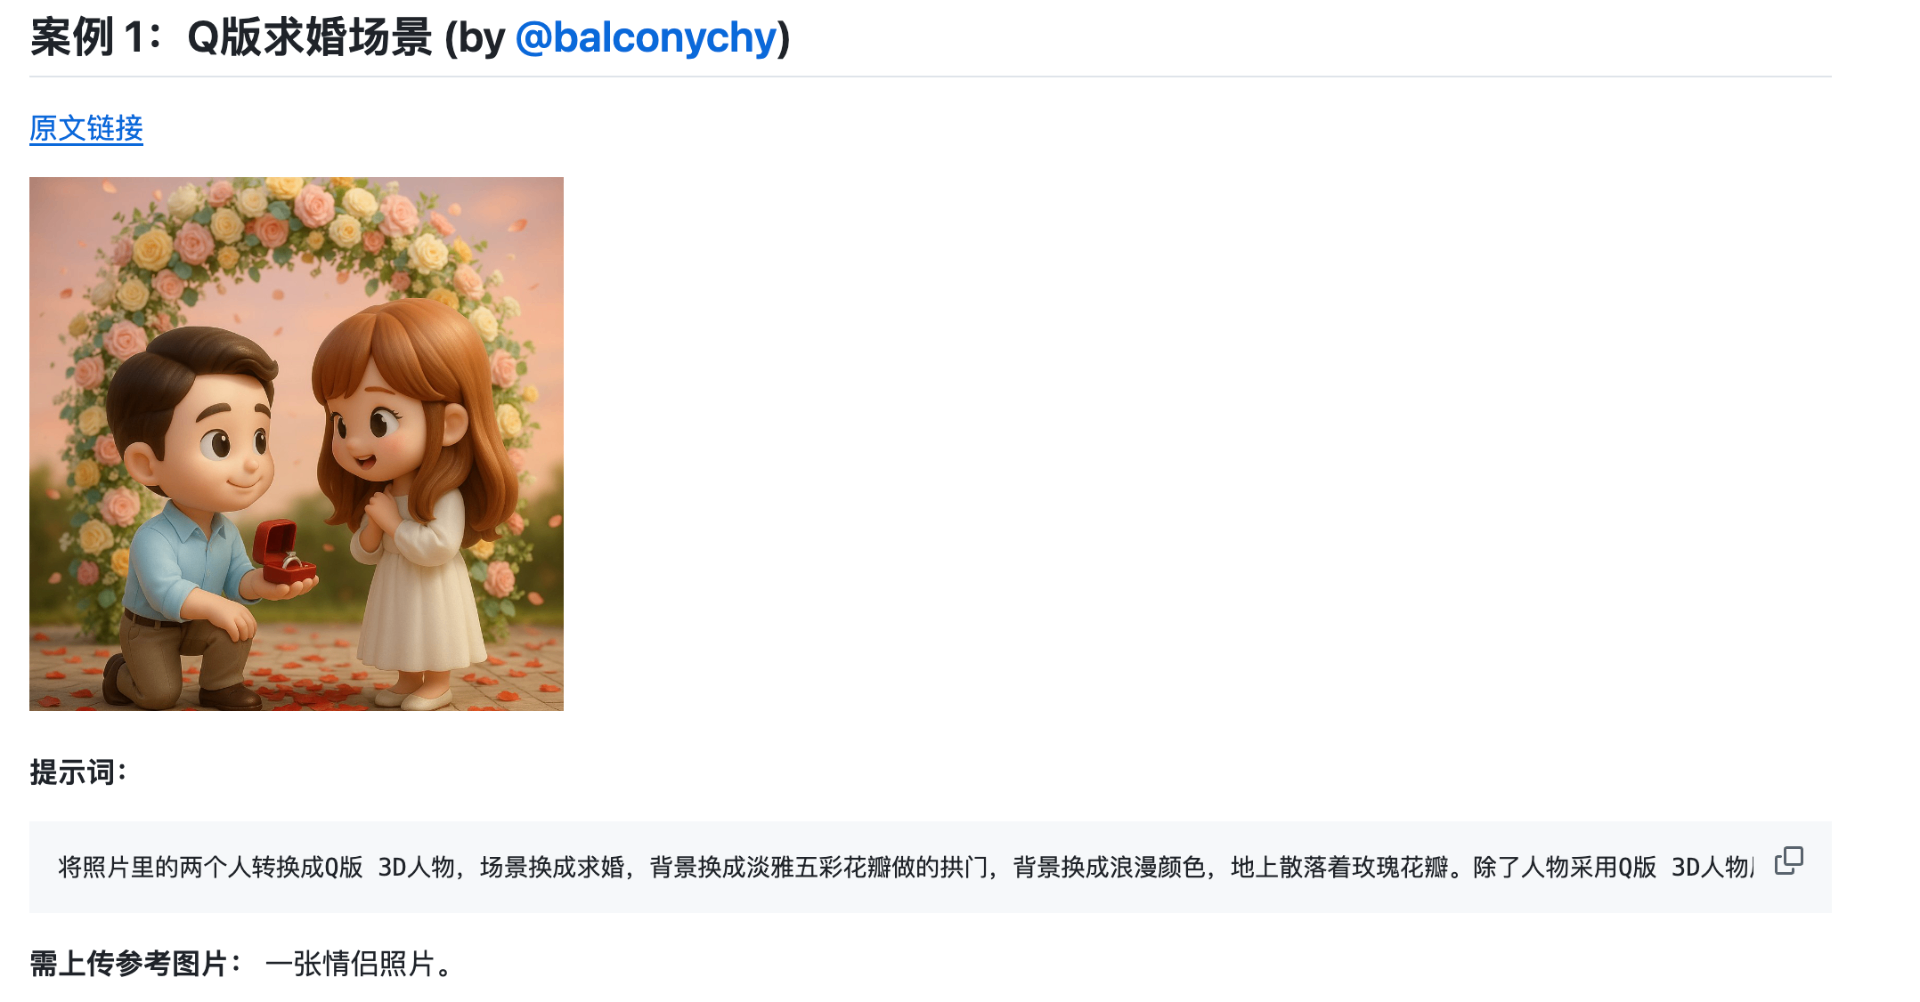 案例 1：Q版求婚场景 (by @balconychy)
原文链接
提示词：
将照片里的两个人转换成Q版 3D人物，场景换成求婚，背景换成淡雅五彩花瓣做的拱门，背景换成浪漫颜色，地上散落着玫瑰花瓣。除了人物采用Q版 3D人物
需上传参考图片： 一张情侣照片。